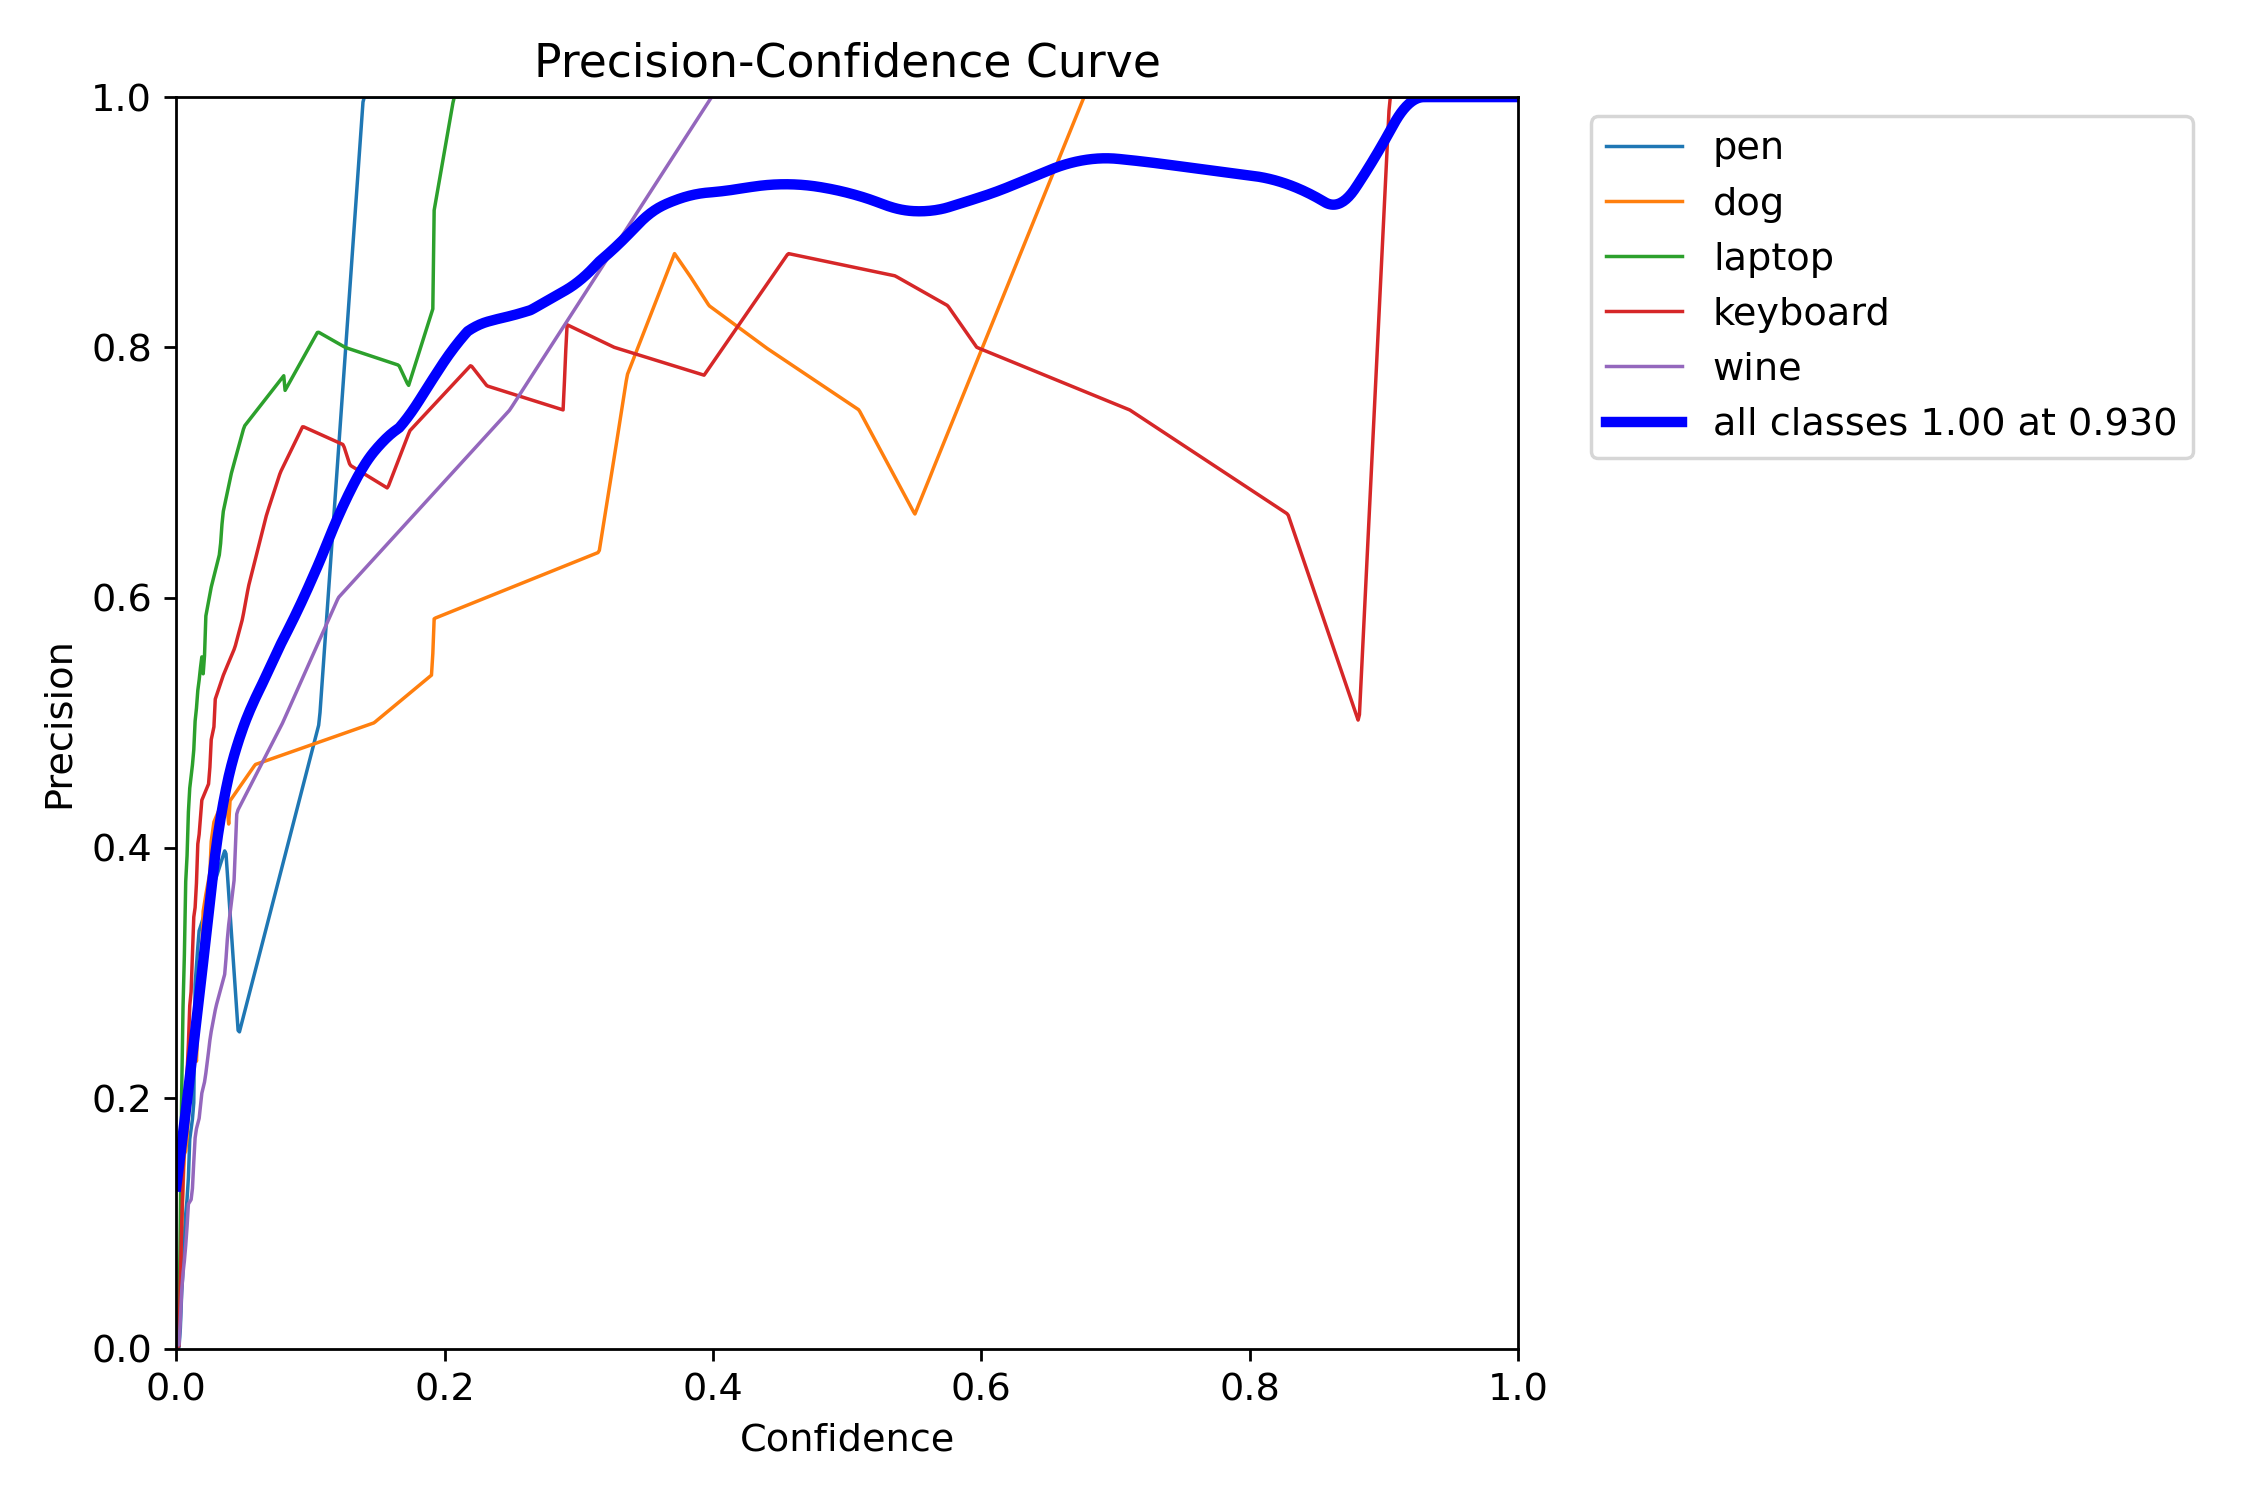 Precision-Confidence Curve
1.0
0.8
0.6
0.4
0.2
0.0
Precision
0.0 0.2 0.4 0.6 0.8 1.0
Confidence
pen
dog
laptop
keyboard
wine
all classes 1.00 at 0.930